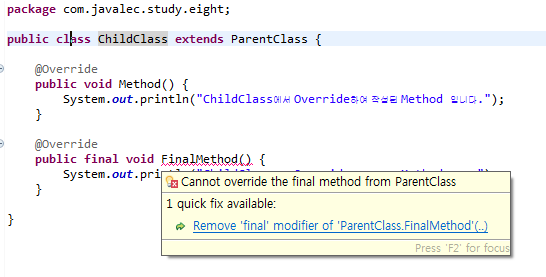 package com.javalec.study.eight;
public class ChildClass extends ParentClass {
@Override
public void Method() {
System.out.println("ChildClass에서 Override하여 작성된 Method 입니다.");
}
@Override
public final void FinalMethod() {
System.out.pri
Cannot override the final method from ParentClass
1 quick fix available:
Remove 'final' modifier of 'ParentClass.FinalMethod'(..)
Press 'F2' for focus
}
}